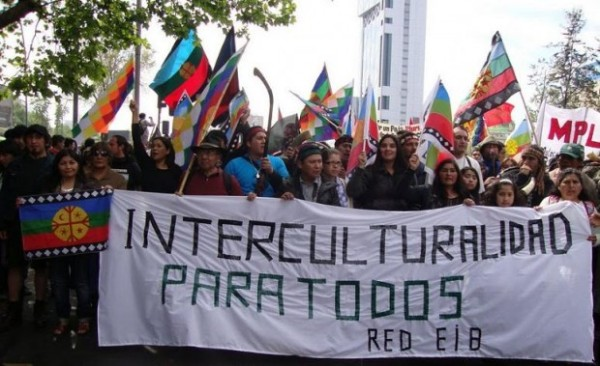 INTERCULTURALIDAD
PARA TODOS
RED EIB
MPL